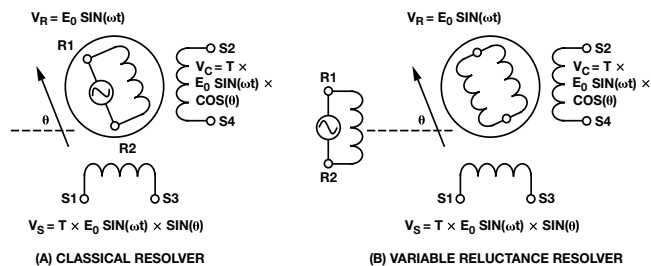 V_R = E_0 SIN(ωt)
R1
S2
V_C = T ×
E_0 SIN(ωt) ×
COS(θ)
S4
θ
R2
S1
S3
V_S = T × E_0 SIN(ωt) × SIN(θ)
(A) CLASSICAL RESOLVER
V_R = E_0 SIN(ωt)
R1
S2
V_C = T ×
E_0 SIN(ωt) ×
COS(θ)
S4
θ
R2
S1
S3
V_S = T × E_0 SIN(ωt) × SIN(θ)
(B) VARIABLE RELUCTANCE RESOLVER